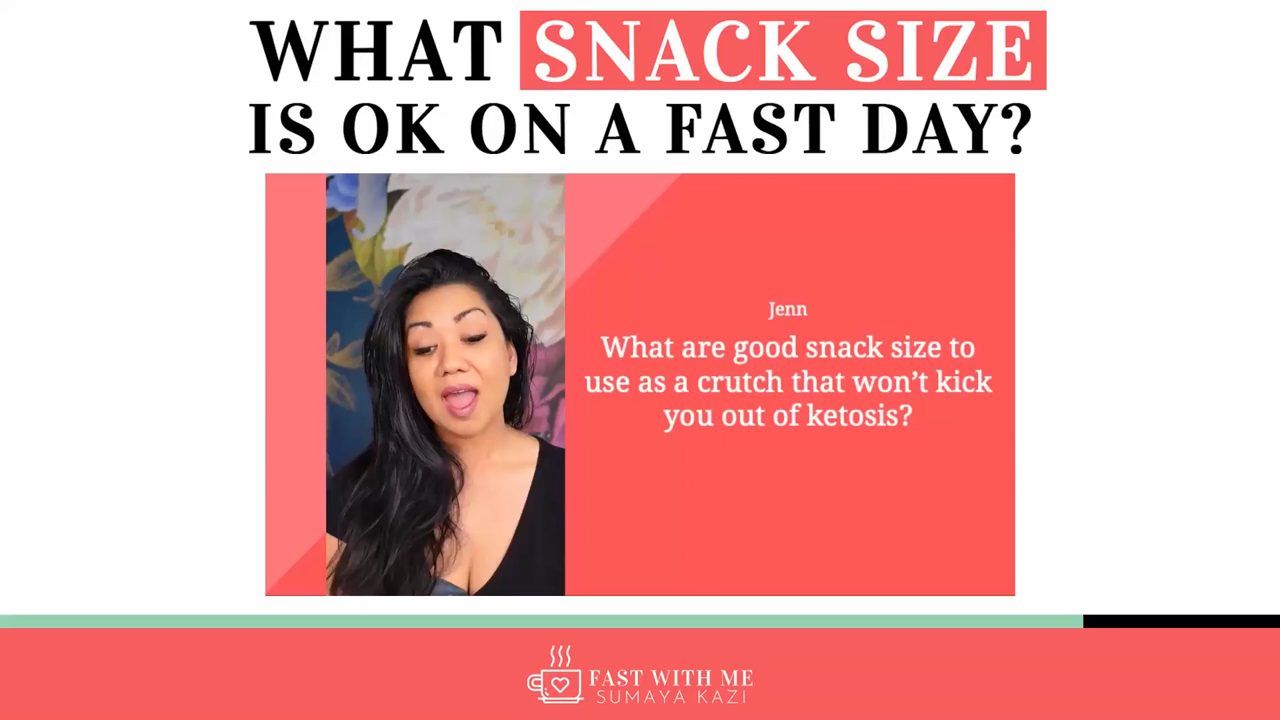 WHAT SNACK SIZE
IS OK ON A FAST DAY?
Jenn
What are good snack size to
use as a crutch that won’t kick
you out of ketosis?
FAST WITH ME
SUMAYA KAZI